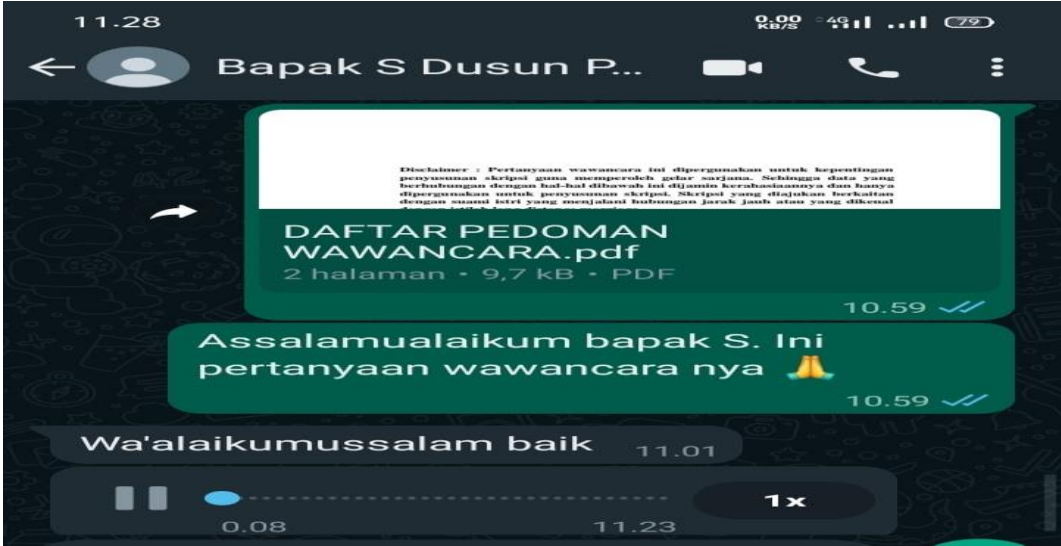 11.28
0.00 KB/S 4G 79
Bapak S Dusun P...
Disclaimer : Pertanyaan wawancara ini dipergunakan untuk kepentingan
penyusunan skripsi guna memperoleh gelar sarjana. Sehingga data yang
berhubungan dengan hal-hal dibawah ini dijamin kerahasiaannya dan hanya
dipergunakan untuk penyusunan skripsi. Skripsi yang diajukan berkaitan
dengan suami istri yang menjalani hubungan jarak jauh atau yang dikenal
DAFTAR PEDOMAN
WAWANCARA.pdf
2 halaman • 9,7 kB • PDF
10.59
Assalamualaikum bapak S. Ini
pertanyaan wawancara nya 🙏
10.59
Wa'alaikumussalam baik 11.01
1x
0.08 11.23